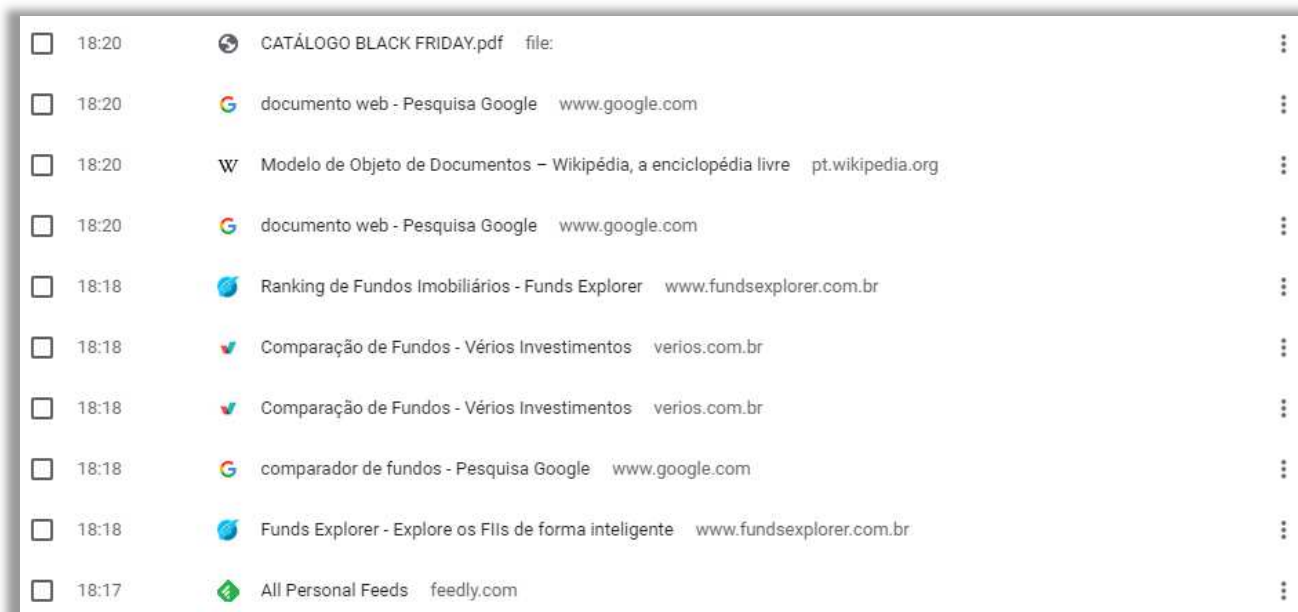 18:20 CATÁLOGO BLACK FRIDAY.pdf file:
18:20 documento web - Pesquisa Google www.google.com
18:20 W Modelo de Objeto de Documentos – Wikipédia, a enciclopédia livre pt.wikipedia.org
18:20 documento web - Pesquisa Google www.google.com
18:18 Ranking de Fundos Imobiliários - Funds Explorer www.fundsexplorer.com.br
18:18 Comparação de Fundos - Vérios Investimentos verios.com.br
18:18 Comparação de Fundos - Vérios Investimentos verios.com.br
18:18 comparador de fundos - Pesquisa Google www.google.com
18:18 Funds Explorer - Explore os FIIs de forma inteligente www.fundsexplorer.com.br
18:17 All Personal Feeds feedly.com